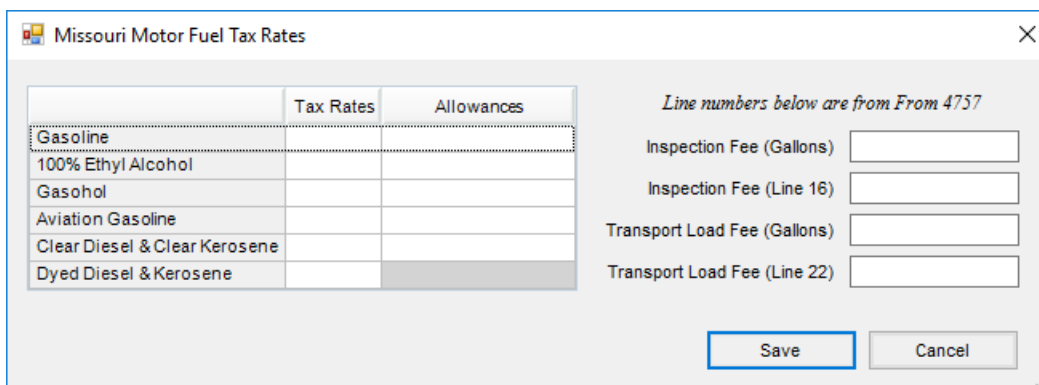 Missouri Motor Fuel Tax Rates
Tax Rates Allowances
Gasoline
100% Ethyl Alcohol
Gasohol
Aviation Gasoline
Clear Diesel & Clear Kerosene
Dyed Diesel & Kerosene
Line numbers below are from From 4757
Inspection Fee (Gallons)
Inspection Fee (Line 16)
Transport Load Fee (Gallons)
Transport Load Fee (Line 22)
Save Cancel